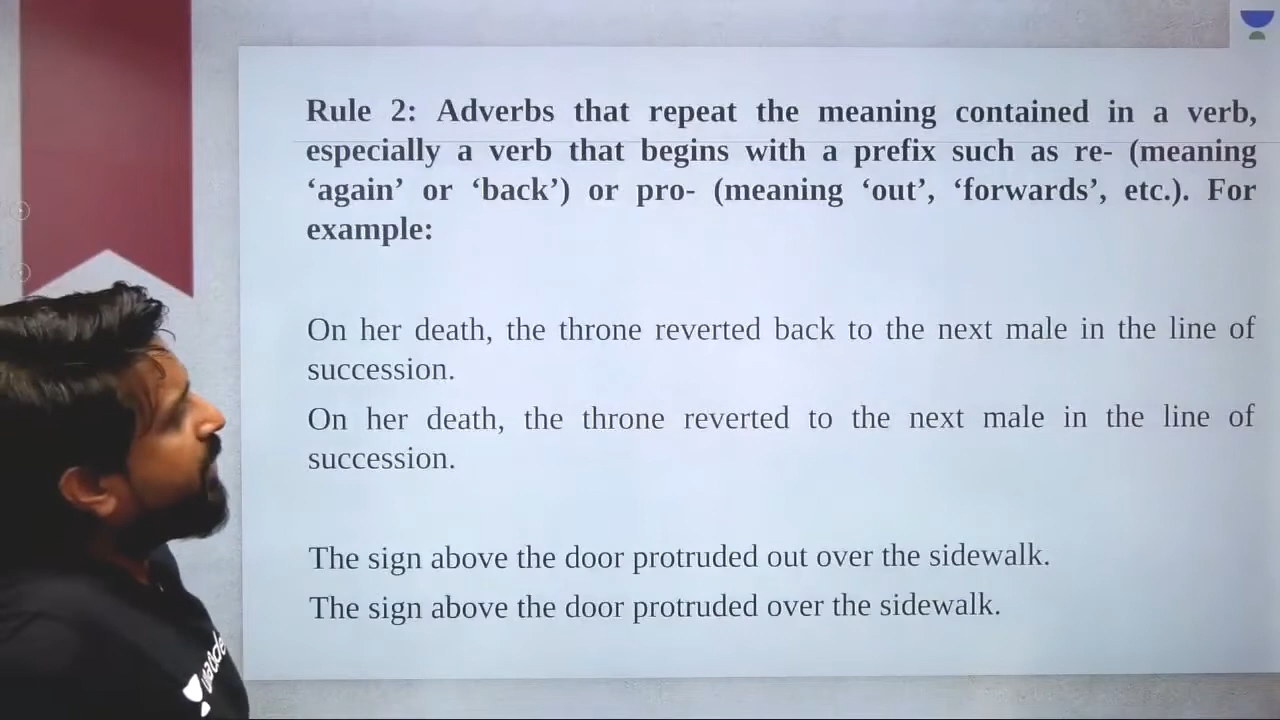 Rule 2: Adverbs that repeat the meaning contained in a verb,
especially a verb that begins with a prefix such as re- (meaning
‘again’ or ‘back’) or pro- (meaning ‘out’, ‘forwards’, etc.). For
example:
On her death, the throne reverted back to the next male in the line of
succession.
On her death, the throne reverted to the next male in the line of
succession.
The sign above the door protruded out over the sidewalk.
The sign above the door protruded over the sidewalk.